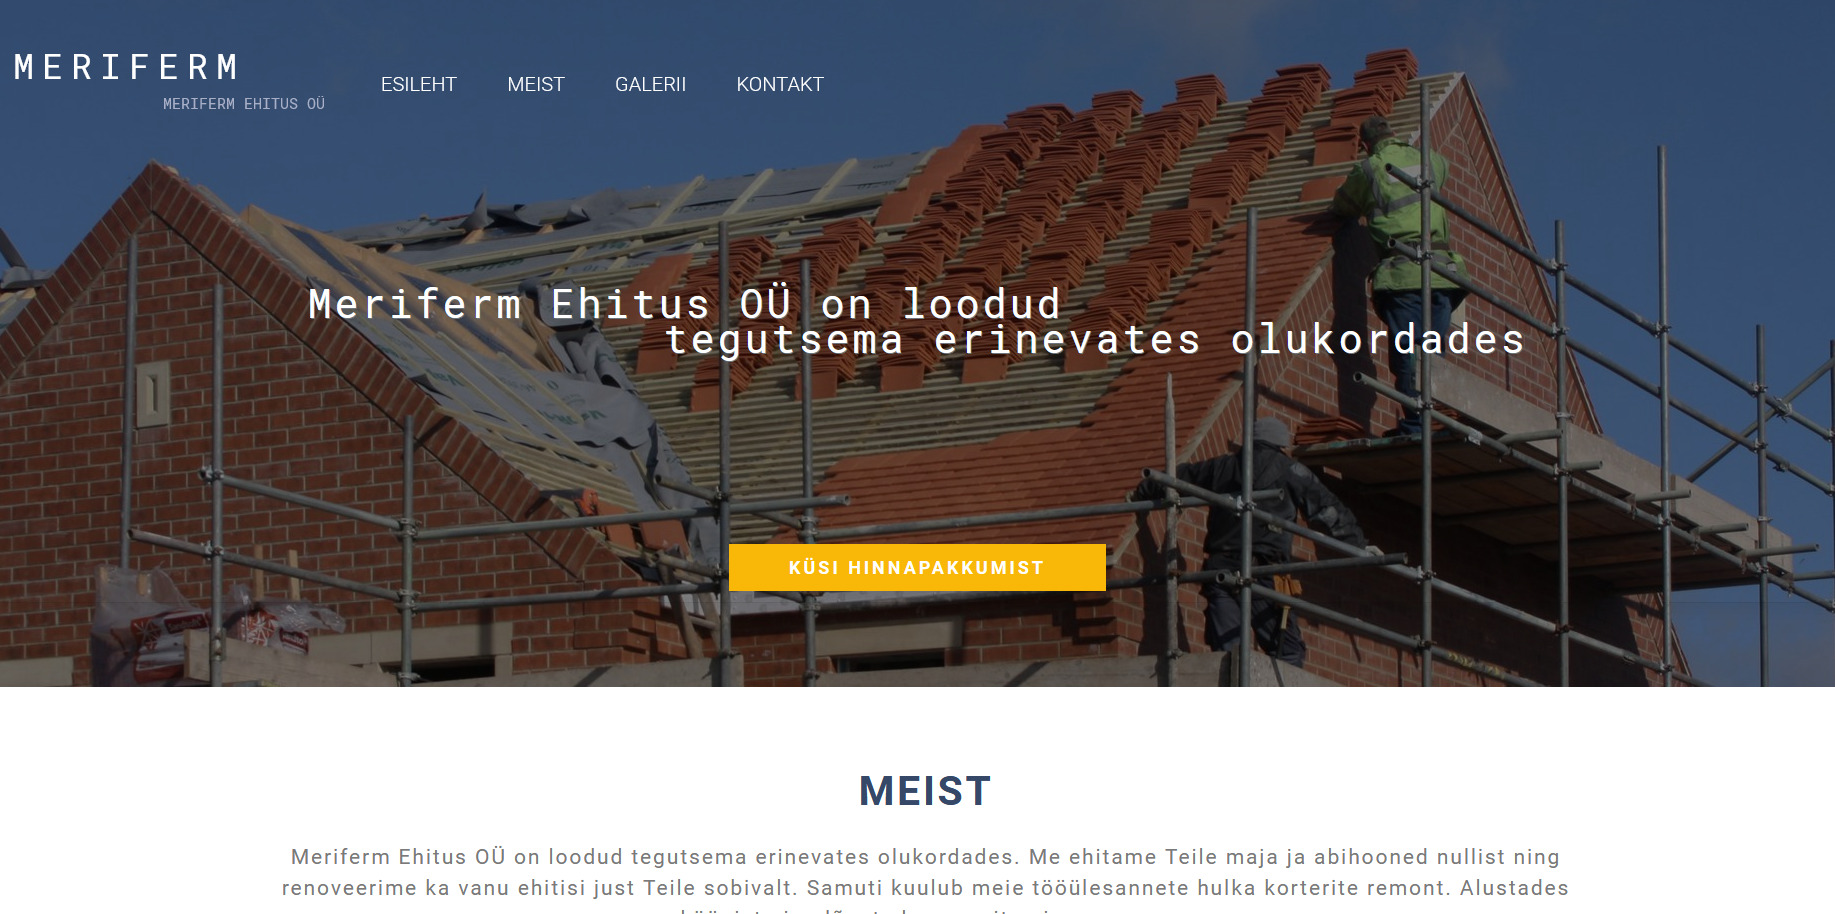 MERIFERM
MERIFERM EHITUS OÜ
ESILEHT MEIST GALERII KONTAKT
Meriferm Ehitus OÜ on loodud
tegutsema erinevates olukordades
KÜSI HINNAPAKKUMIST
MEIST
Meriferm Ehitus OÜ on loodud tegutsema erinevates olukordades. Me ehitame Teile maja ja abihooned nullist ning
renoveerime ka vanu ehitisi just Teile sobivalt. Samuti kuulub meie tööülesannete hulka korterite remont. Alustades